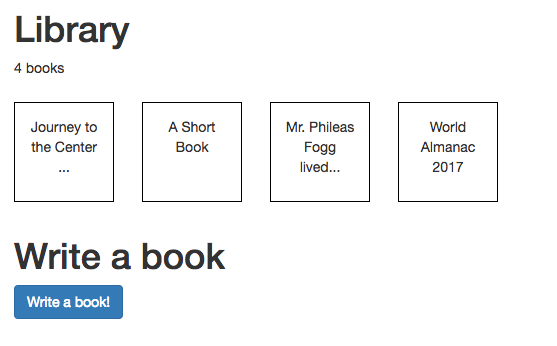 Library
4 books
Journey to
the Center
...
A Short
Book
Mr. Phileas
Fogg
lived...
World
Almanac
2017
Write a book
Write a book!